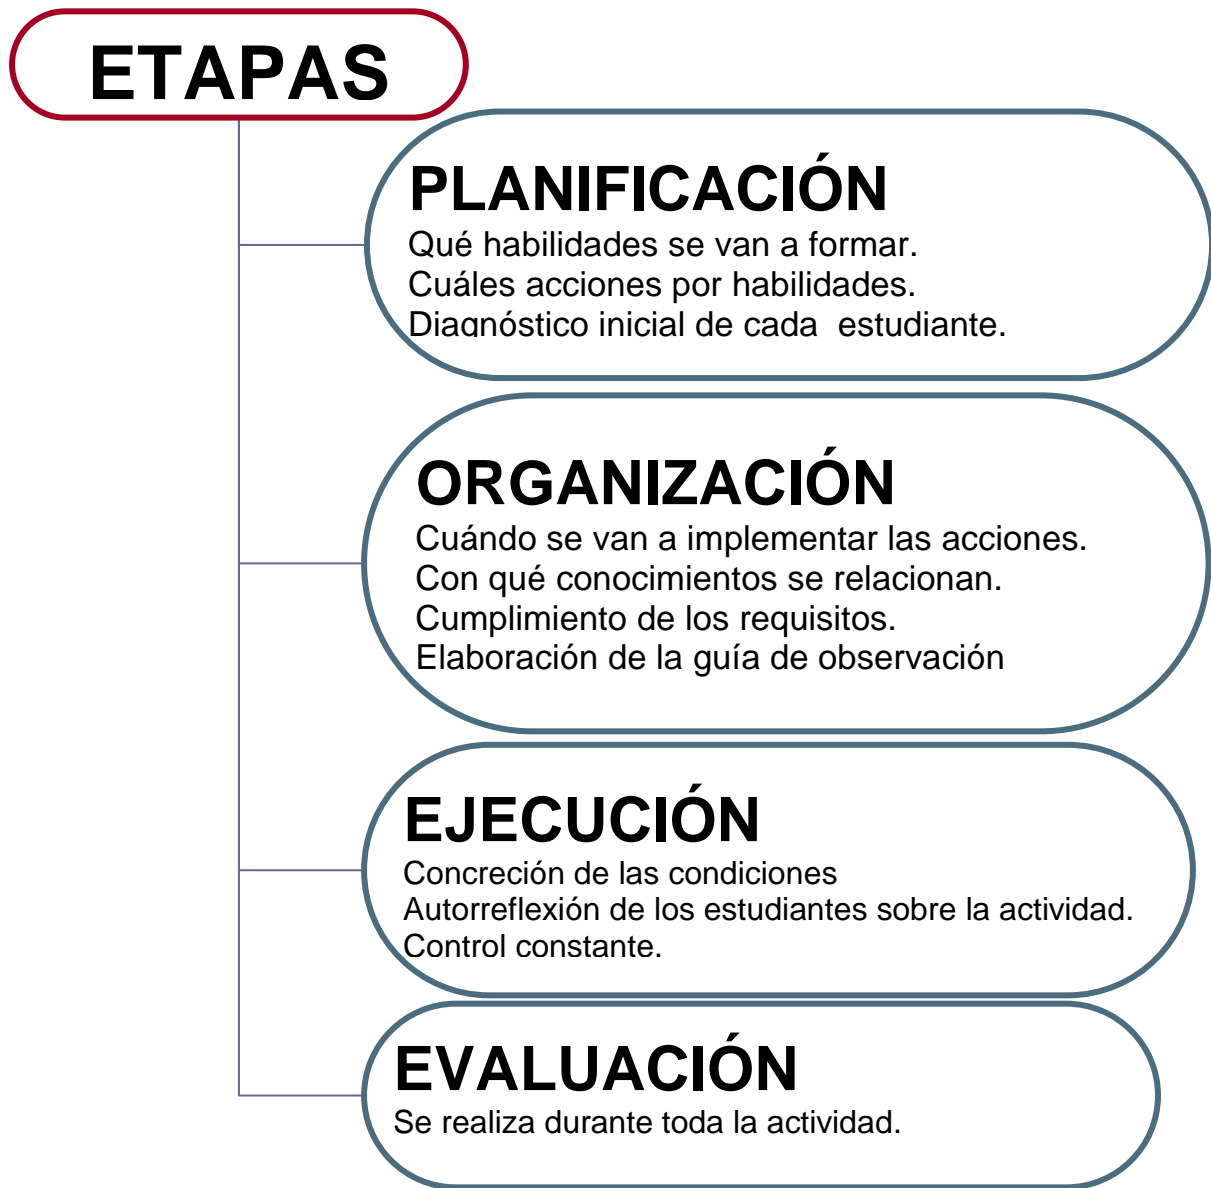 ETAPAS
PLANIFICACIÓN
Qué habilidades se van a formar.
Cuáles acciones por habilidades.
Diagnóstico inicial de cada  estudiante.
ORGANIZACIÓN
Cuándo se van a implementar las acciones.
Con qué conocimientos se relacionan.
Cumplimiento de los requisitos.
Elaboración de la guía de observación
EJECUCIÓN
Concreción de las condiciones
Autorreflexión de los estudiantes sobre la actividad.
Control constante.
EVALUACIÓN
Se realiza durante toda la actividad.